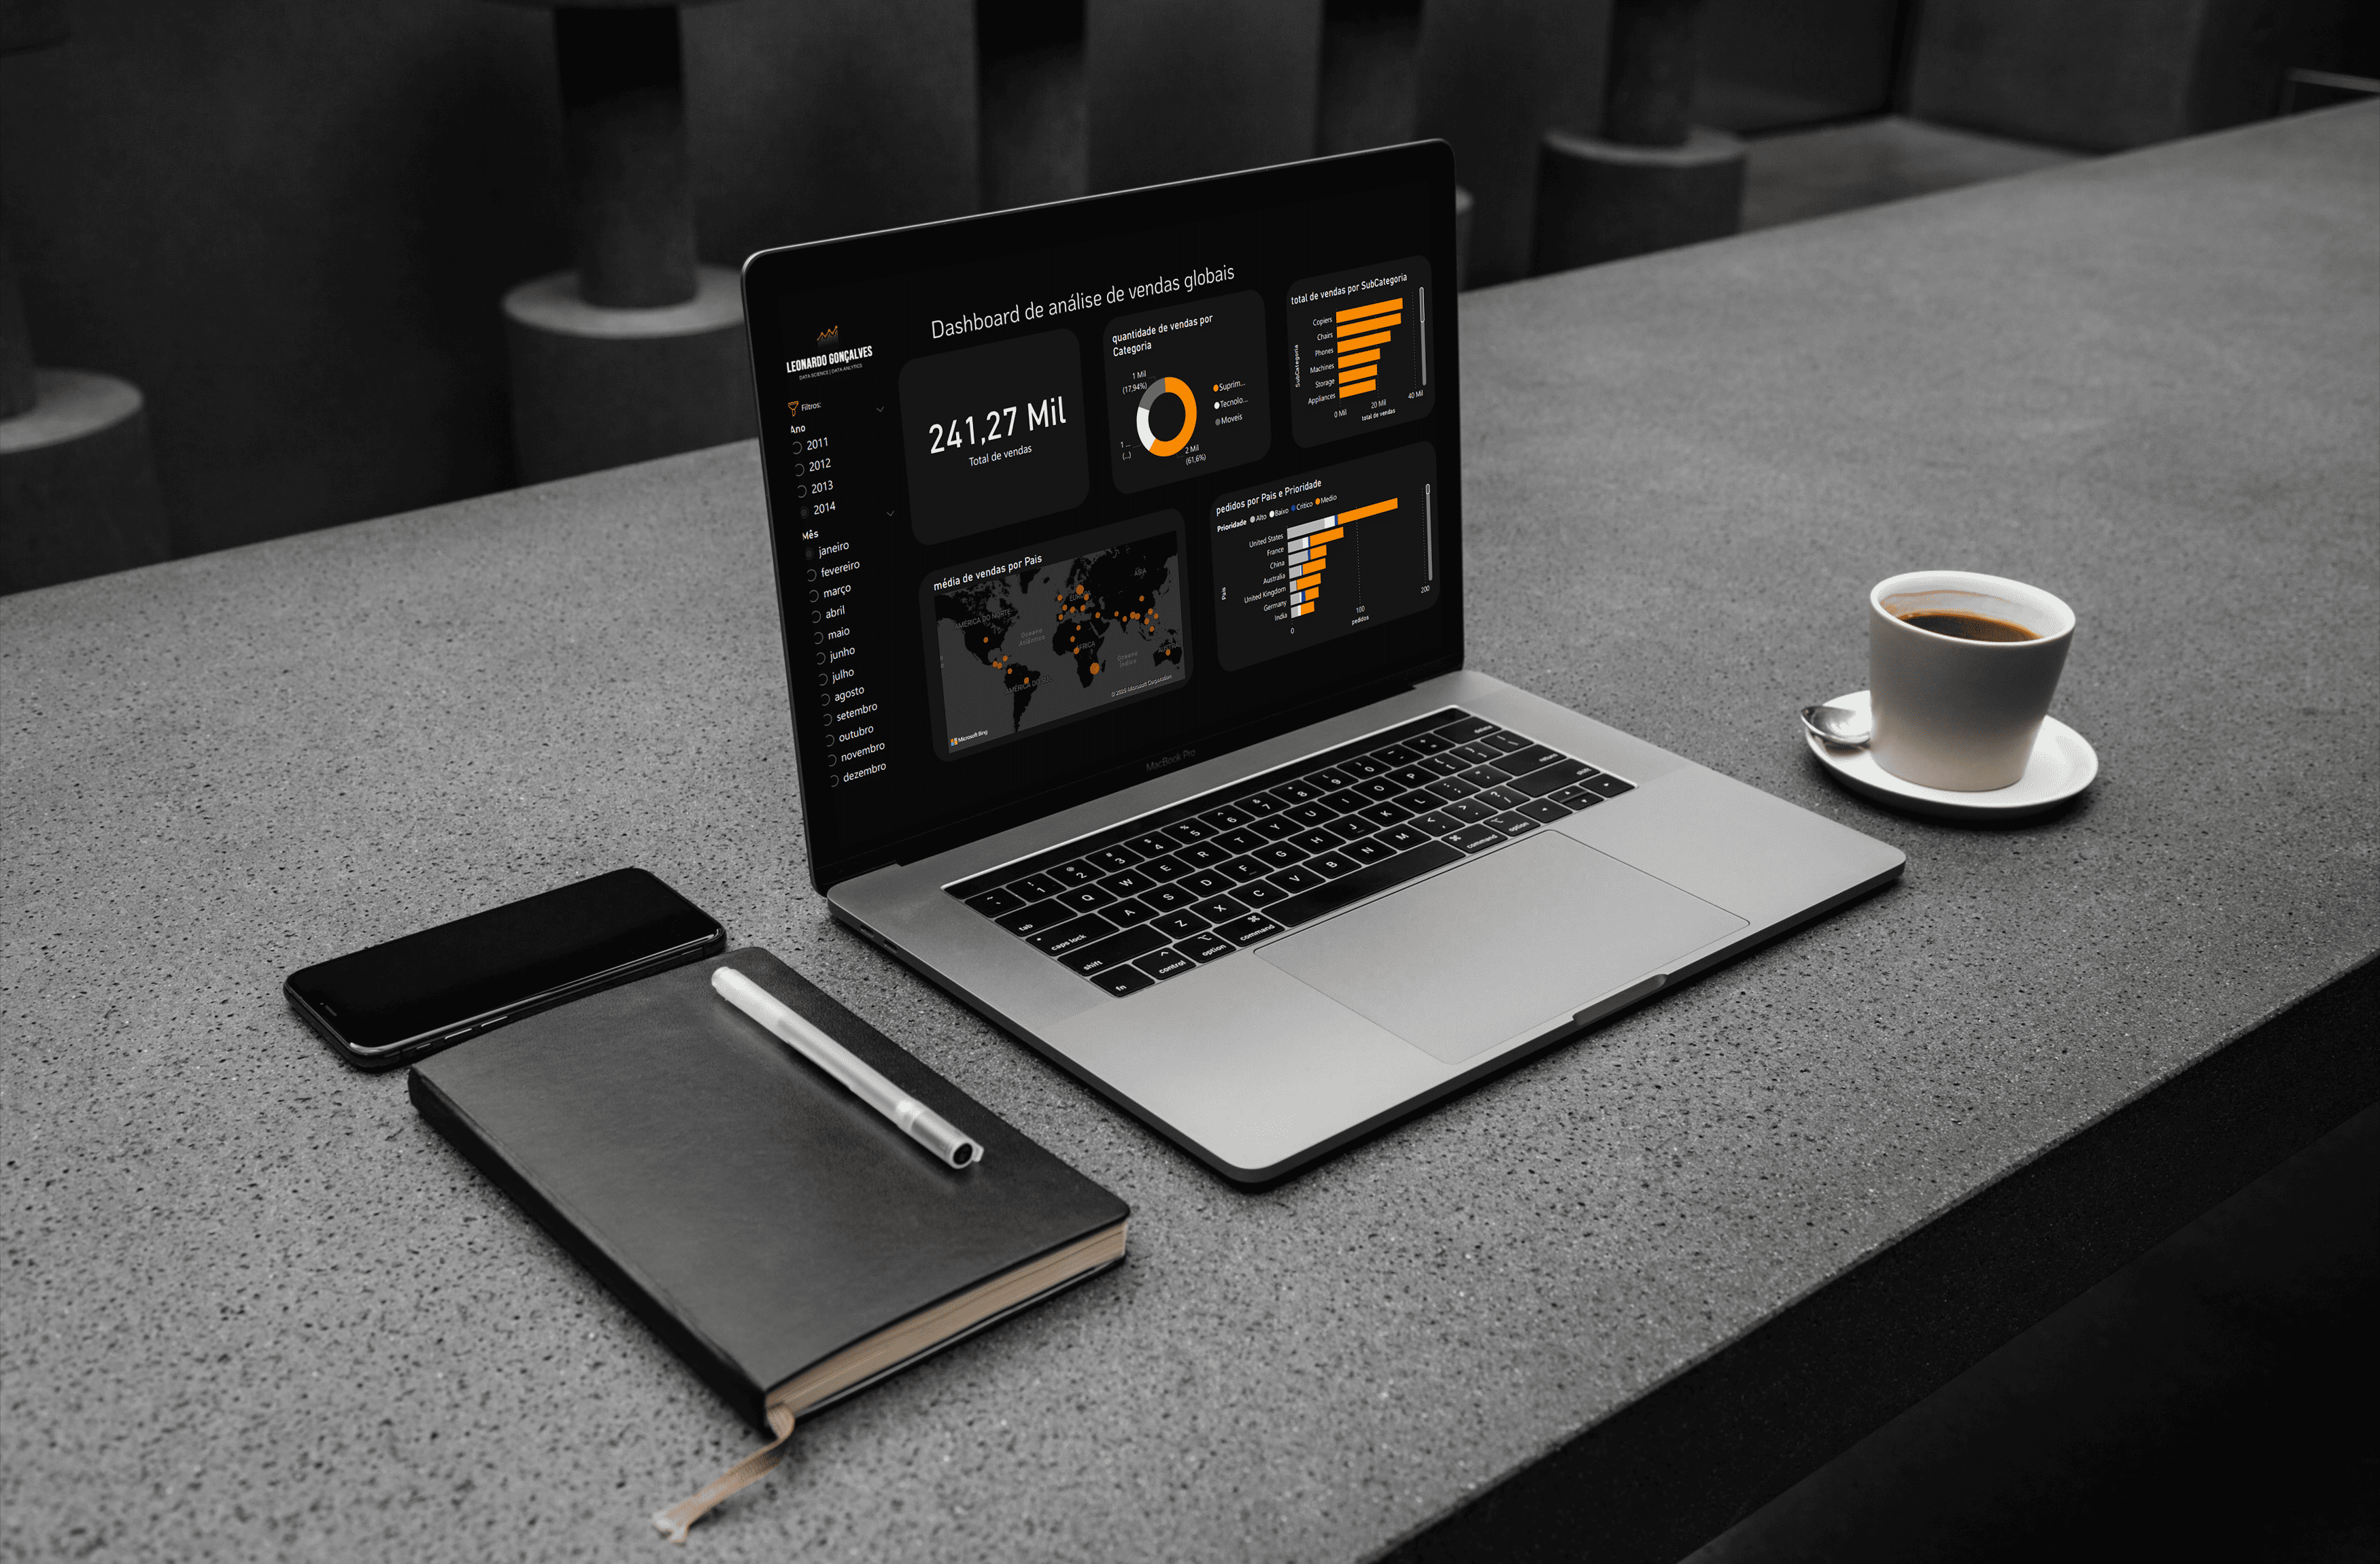 Dashboard de análise de vendas globais
LEONARDO GONÇALVES
DATA SCIENCE | DATA ANLYTICS
Filtros:
Ano
2011
2012
2013
2014
Mês
janeiro
fevereiro
março
abril
maio
junho
julho
agosto
setembro
outubro
novembro
dezembro
241,27 Mil
Total de vendas
quantidade de vendas por
Categoria
1 Mil
(17,94%)
1 ...
(...)
2 Mil
(61,6%)
Suprim...
Tecnolo...
Moveis
total de vendas por SubCategoria
SubCategoria
Copiers
Chairs
Phones
Machines
Storage
Appliances
0 Mil
20 Mil
40 Mil
total de vendas
média de vendas por Pais
AMÉRICA DO NORTE
EUROPA
ÁSIA
Oceano
Atlântico
ÁFRICA
AMÉRICA DO SUL
Oceano
Índico
Microsoft Bing
© 2025 Microsoft Corporation
pedidos por Pais e Prioridade
Prioridade Alto Baixo Crítico Medio
Pais
United States
France
China
Australia
United Kingdom
Germany
India
0
100
200
pedidos
MacBook Pro
delete
tab
Q W E R T Y U I O P
caps lock
A S D F G H J K L
return
shift
Z X C V B N M
shift
fn
control
option
command
command
option